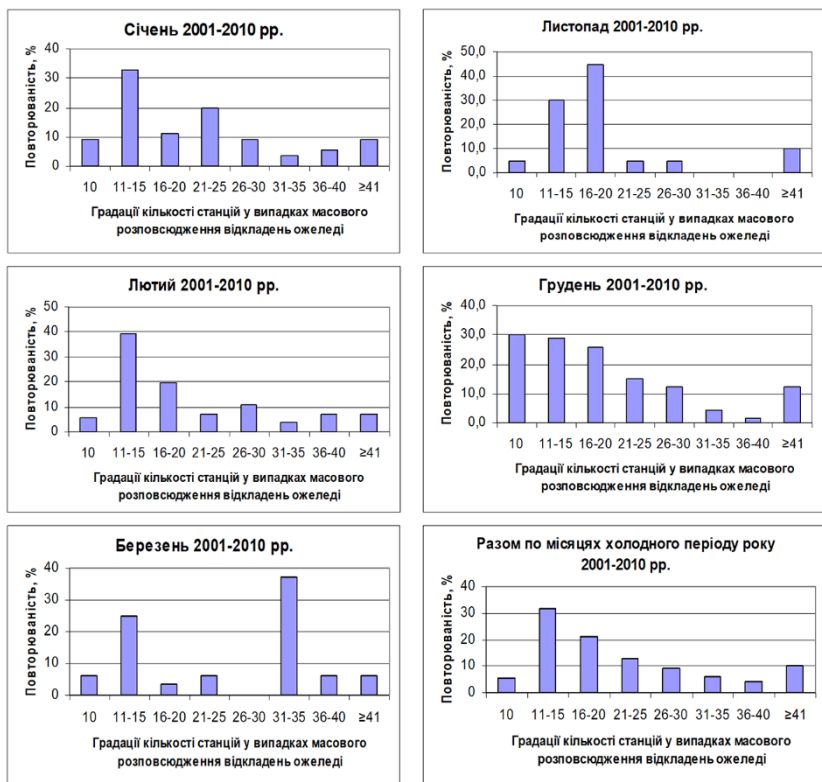 Січень 2001-2010 рр.
Повторюваність, %
40
30
20
10
0
10 11-15 16-20 21-25 26-30 31-35 36-40 ≥41
Градації кількості станцій у випадках масового
розповсюдження відкладень ожеледі
Листопад 2001-2010 рр.
Повторюваність, %
50,0
40,0
30,0
20,0
10,0
0,0
10 11-15 16-20 21-25 26-30 31-35 36-40 ≥41
Градації кількості станцій у випадках масового
розповсюдження відкладень ожеледі
Лютий 2001-2010 рр.
Повторюваність, %
50
40
30
20
10
0
10 11-15 16-20 21-25 26-30 31-35 36-40 ≥41
Градації кількості станцій у випадках масового
розповсюдження відкладень ожеледі
Грудень 2001-2010 рр.
Повторюваність, %
40,0
30,0
20,0
10,0
0,0
10 11-15 16-20 21-25 26-30 31-35 36-40 ≥41
Градації кількості станцій у випадках масового
розповсюдження відкладень ожеледі
Березень 2001-2010 рр.
Повторюваність, %
40
30
20
10
0
10 11-15 16-20 21-25 26-30 31-35 36-40 ≥41
Градації кількості станцій у випадках масового
розповсюдження відкладень ожеледі
Разом по місяцях холодного періоду року
2001-2010 рр.
Повторюваність, %
40
30
20
10
0
10 11-15 16-20 21-25 26-30 31-35 36-40 ≥41
Градації кількості станцій у випадках масового
розповсюдження відкладень ожеледі